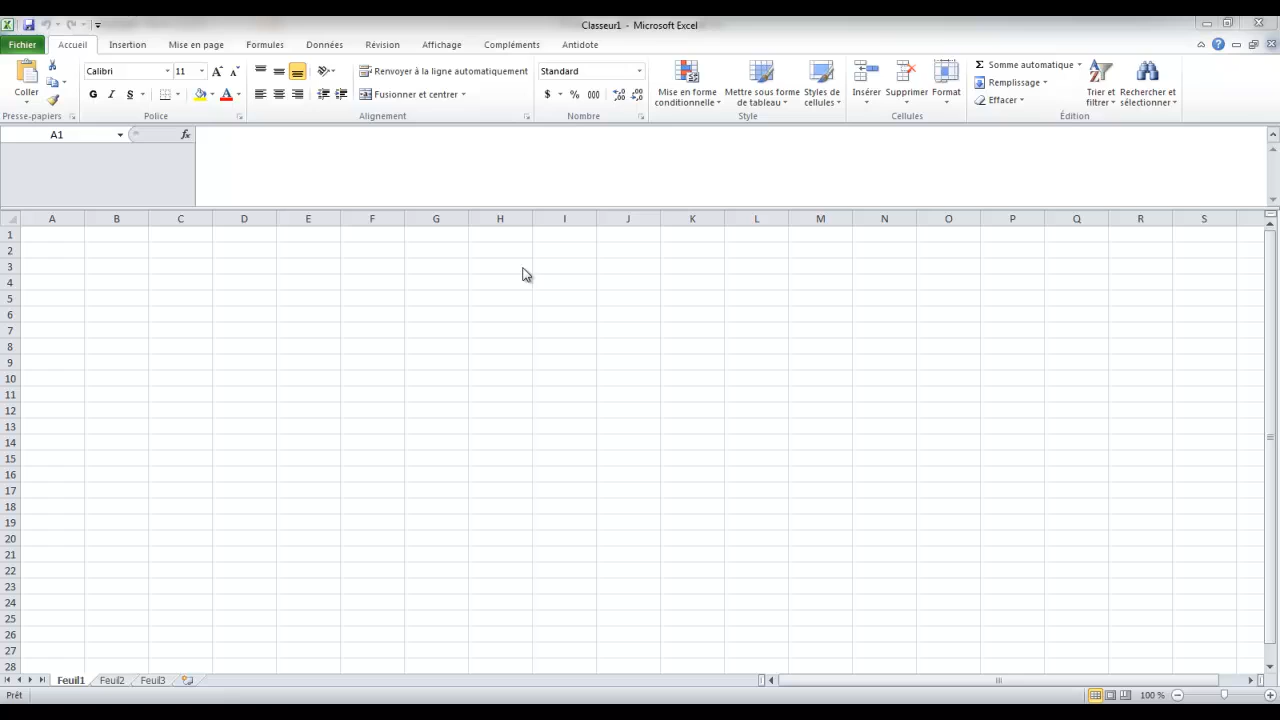 Classeur1 - Microsoft Excel
Fichier Accueil Insertion Mise en page Formules Données Révision Affichage Compléments Antidote
Coller
Presse-papiers
Calibri 11
G I S
Police
Renvoyer à la ligne automatiquement
Fusionner et centrer
Alignement
Standard
$ % 000
Nombre
Mise en forme conditionnelle
Mettre sous forme de tableau
Styles de cellules
Style
Insérer Supprimer Format
Cellules
Σ Somme automatique
Remplissage
Effacer
Trier et filtrer
Rechercher et sélectionner
Édition
A1 fx
A B C D E F G H I J K L M N O P Q R S
1
2
3
4
5
6
7
8
9
10
11
12
13
14
15
16
17
18
19
20
21
22
23
24
25
26
27
28
Feuil1 Feuil2 Feuil3
Prêt 100 %